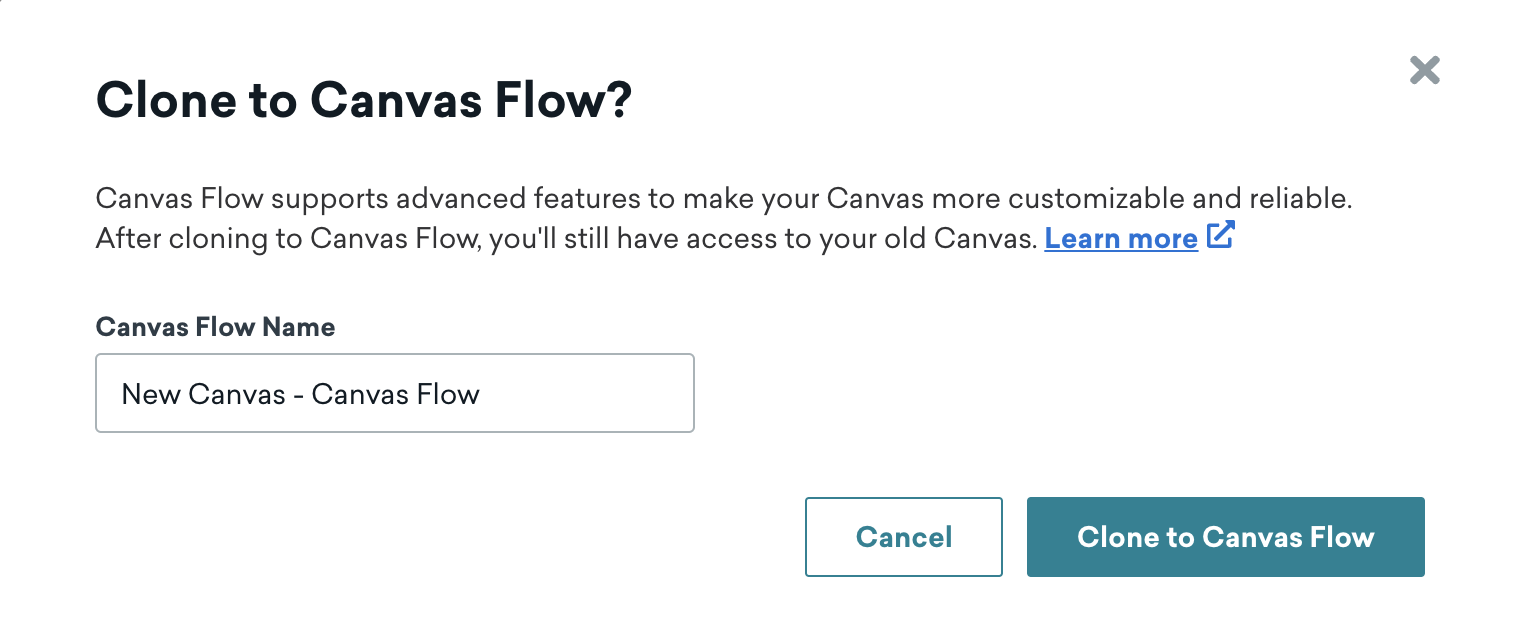 Clone to Canvas Flow?
Canvas Flow supports advanced features to make your Canvas more customizable and reliable.
After cloning to Canvas Flow, you'll still have access to your old Canvas. Learn more
Canvas Flow Name
New Canvas - Canvas Flow
Cancel
Clone to Canvas Flow